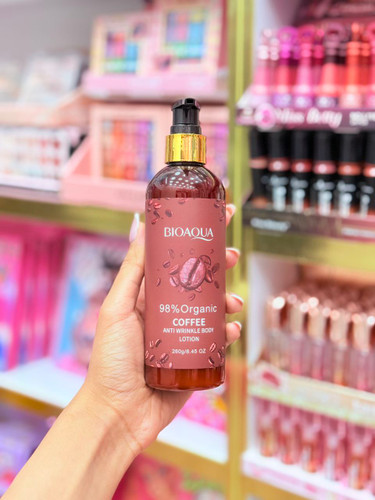 BIOAQUA
98%Organic
COFFEE
ANTI WRINKLE BODY
LOTION
260g/8.45 OZ